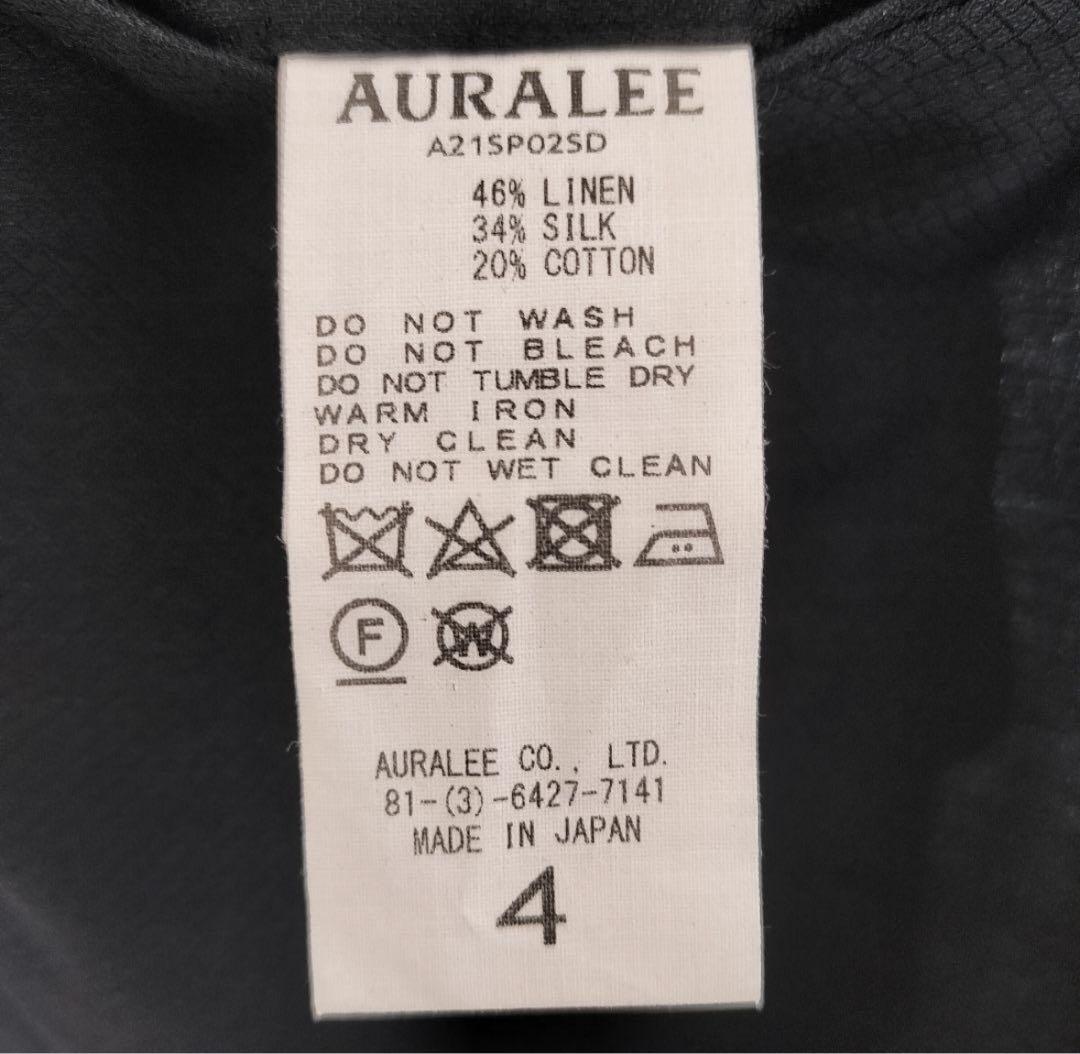 AURALEE
A21SP02SD
46% LINEN
34% SILK
20% COTTON
DO NOT WASH
DO NOT BLEACH
DO NOT TUMBLE DRY
WARM IRON
DRY CLEAN
DO NOT WET CLEAN
F W
AURALEE CO., LTD.
81-(3)-6427-7141
MADE IN JAPAN
4